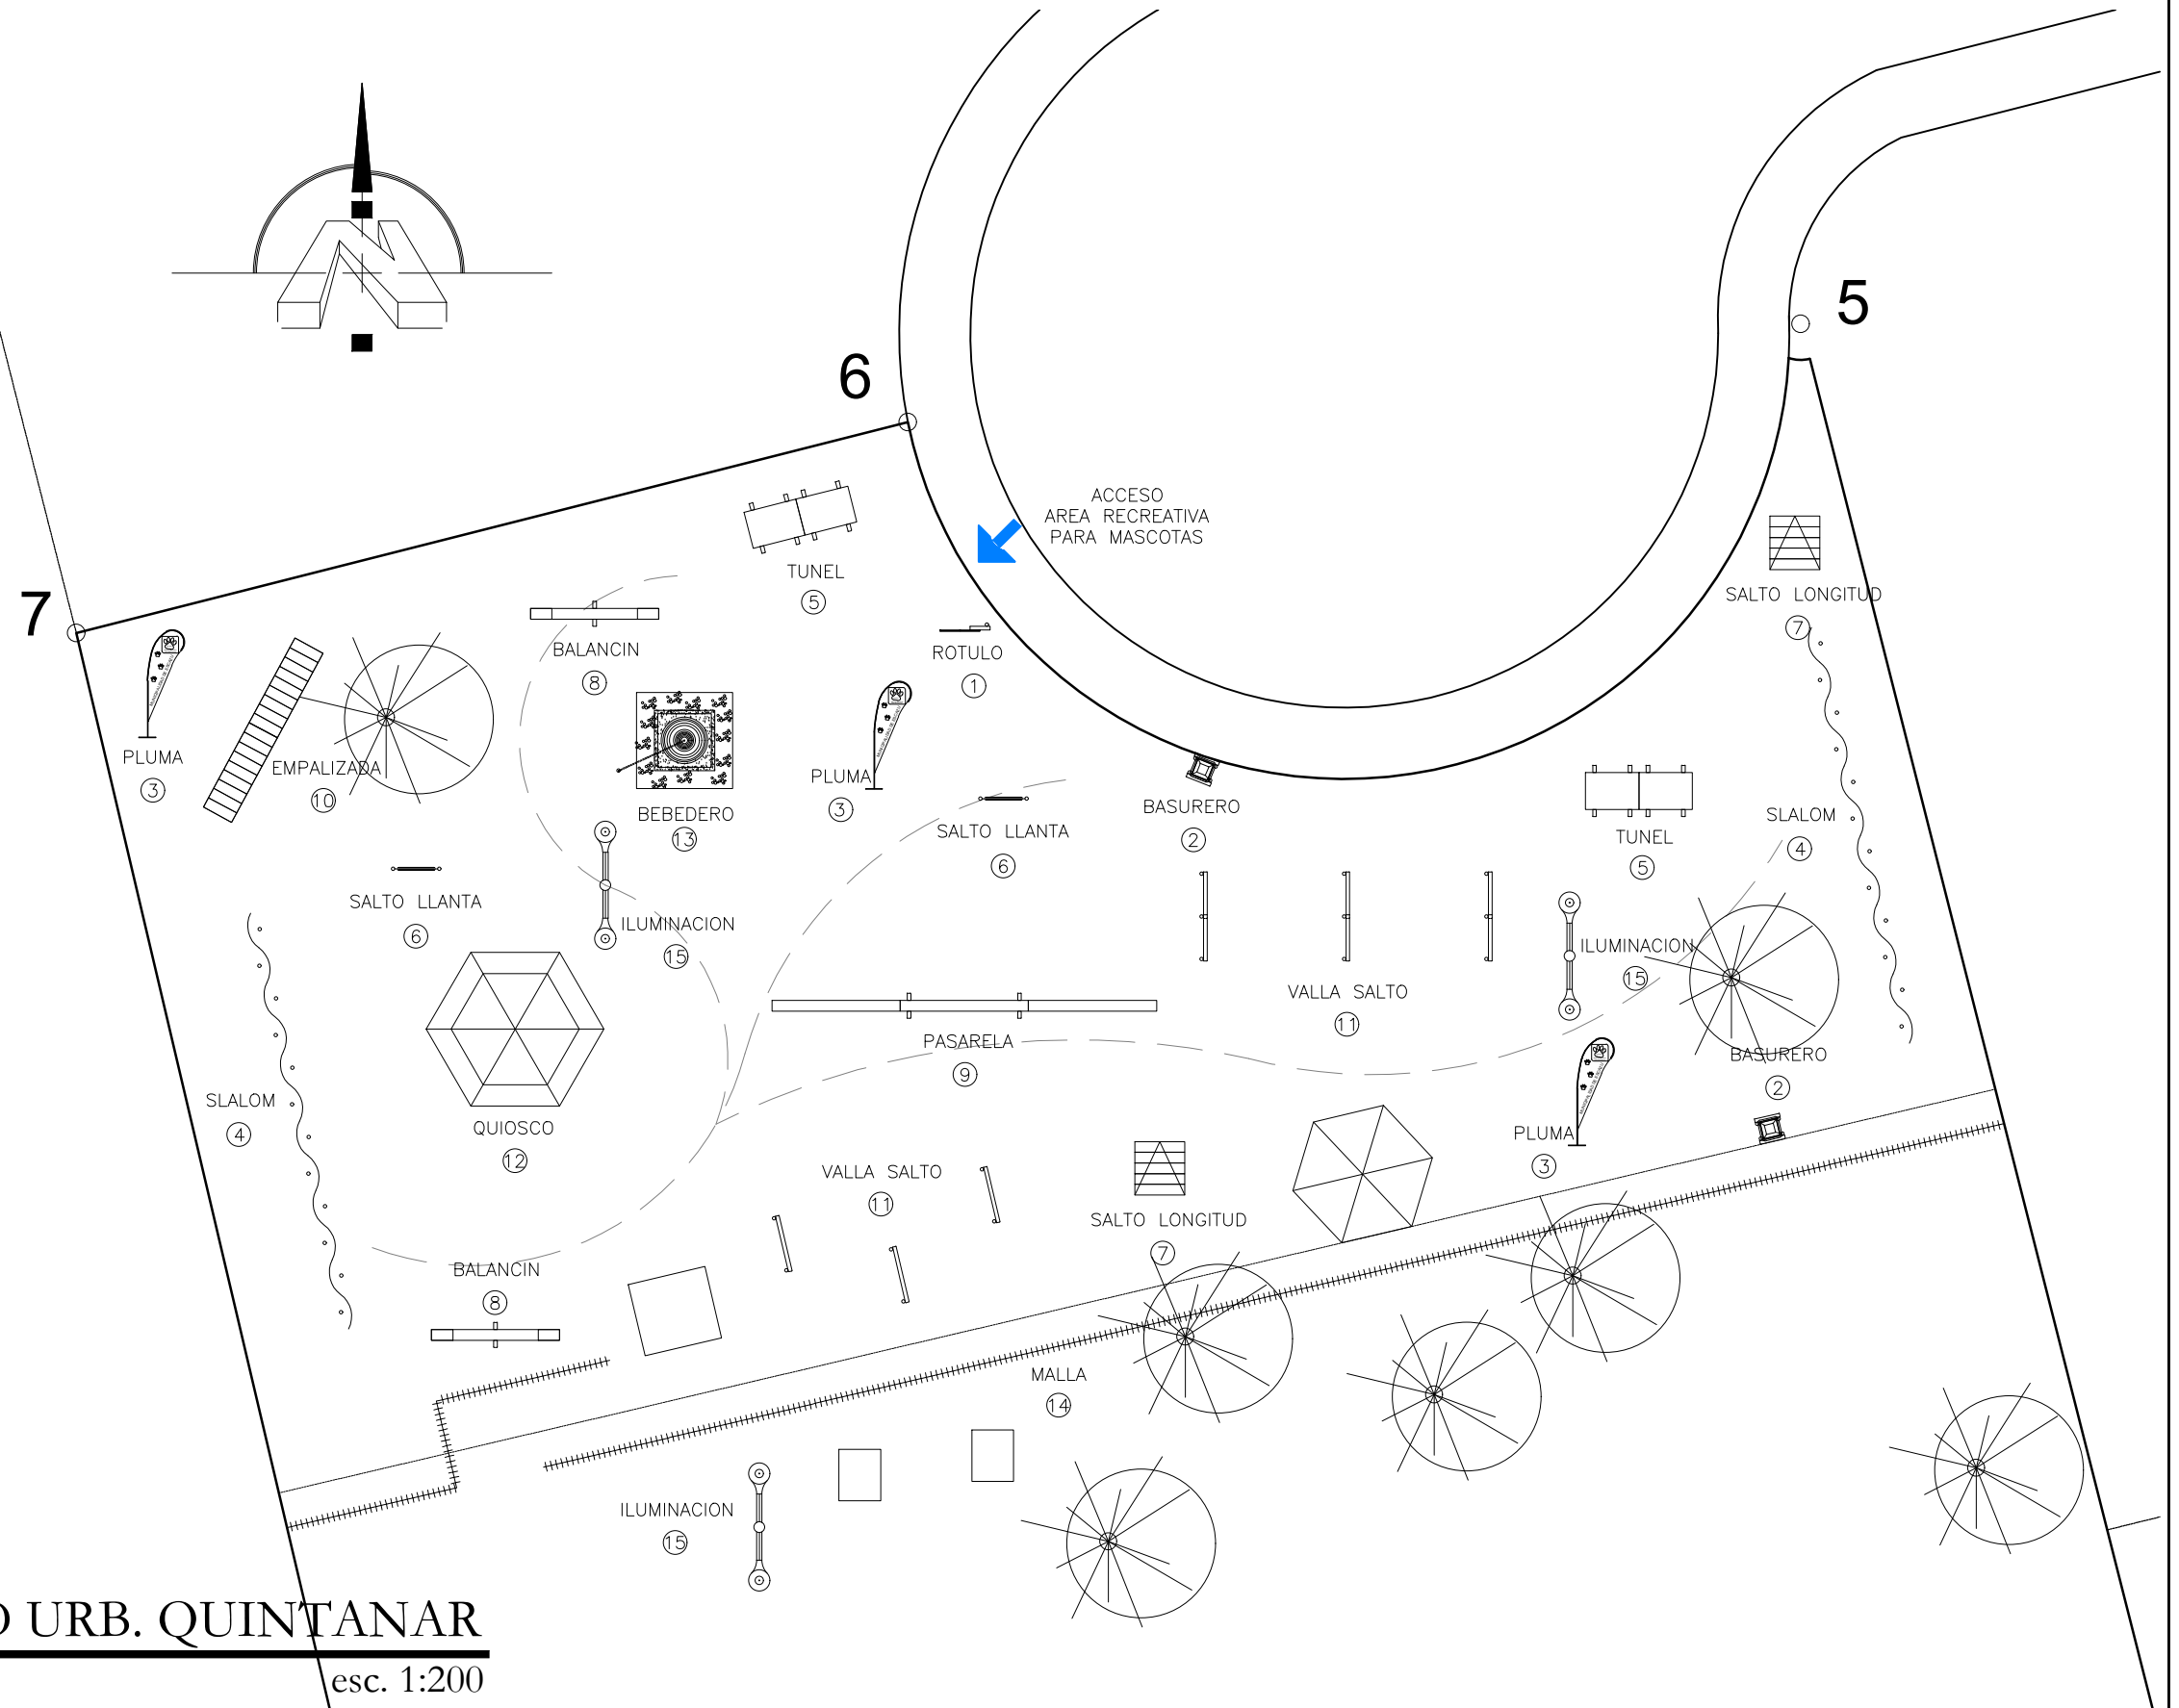 5
6
ACCESO
AREA RECREATIVA
PARA MASCOTAS
TUNEL
5
7
SALTO LONGITUD
7
BALANCIN
8
ROTULO
1
PLUMA
3
EMPALIZADA
10
BEBEDERO
13
PLUMA
3
SALTO LLANTA
6
BASURERO
2
TUNEL
5
SLALOM
4
SALTO LLANTA
6
ILUMINACION
15
ILUMINACION
15
VALLA SALTO
11
PASARELA
9
BASURERO
2
SLALOM
4
QUIOSCO
12
PLUMA
3
VALLA SALTO
11
SALTO LONGITUD
7
BALANCIN
8
MALLA
14
ILUMINACION
15
URB. QUINTANAR
esc. 1:200